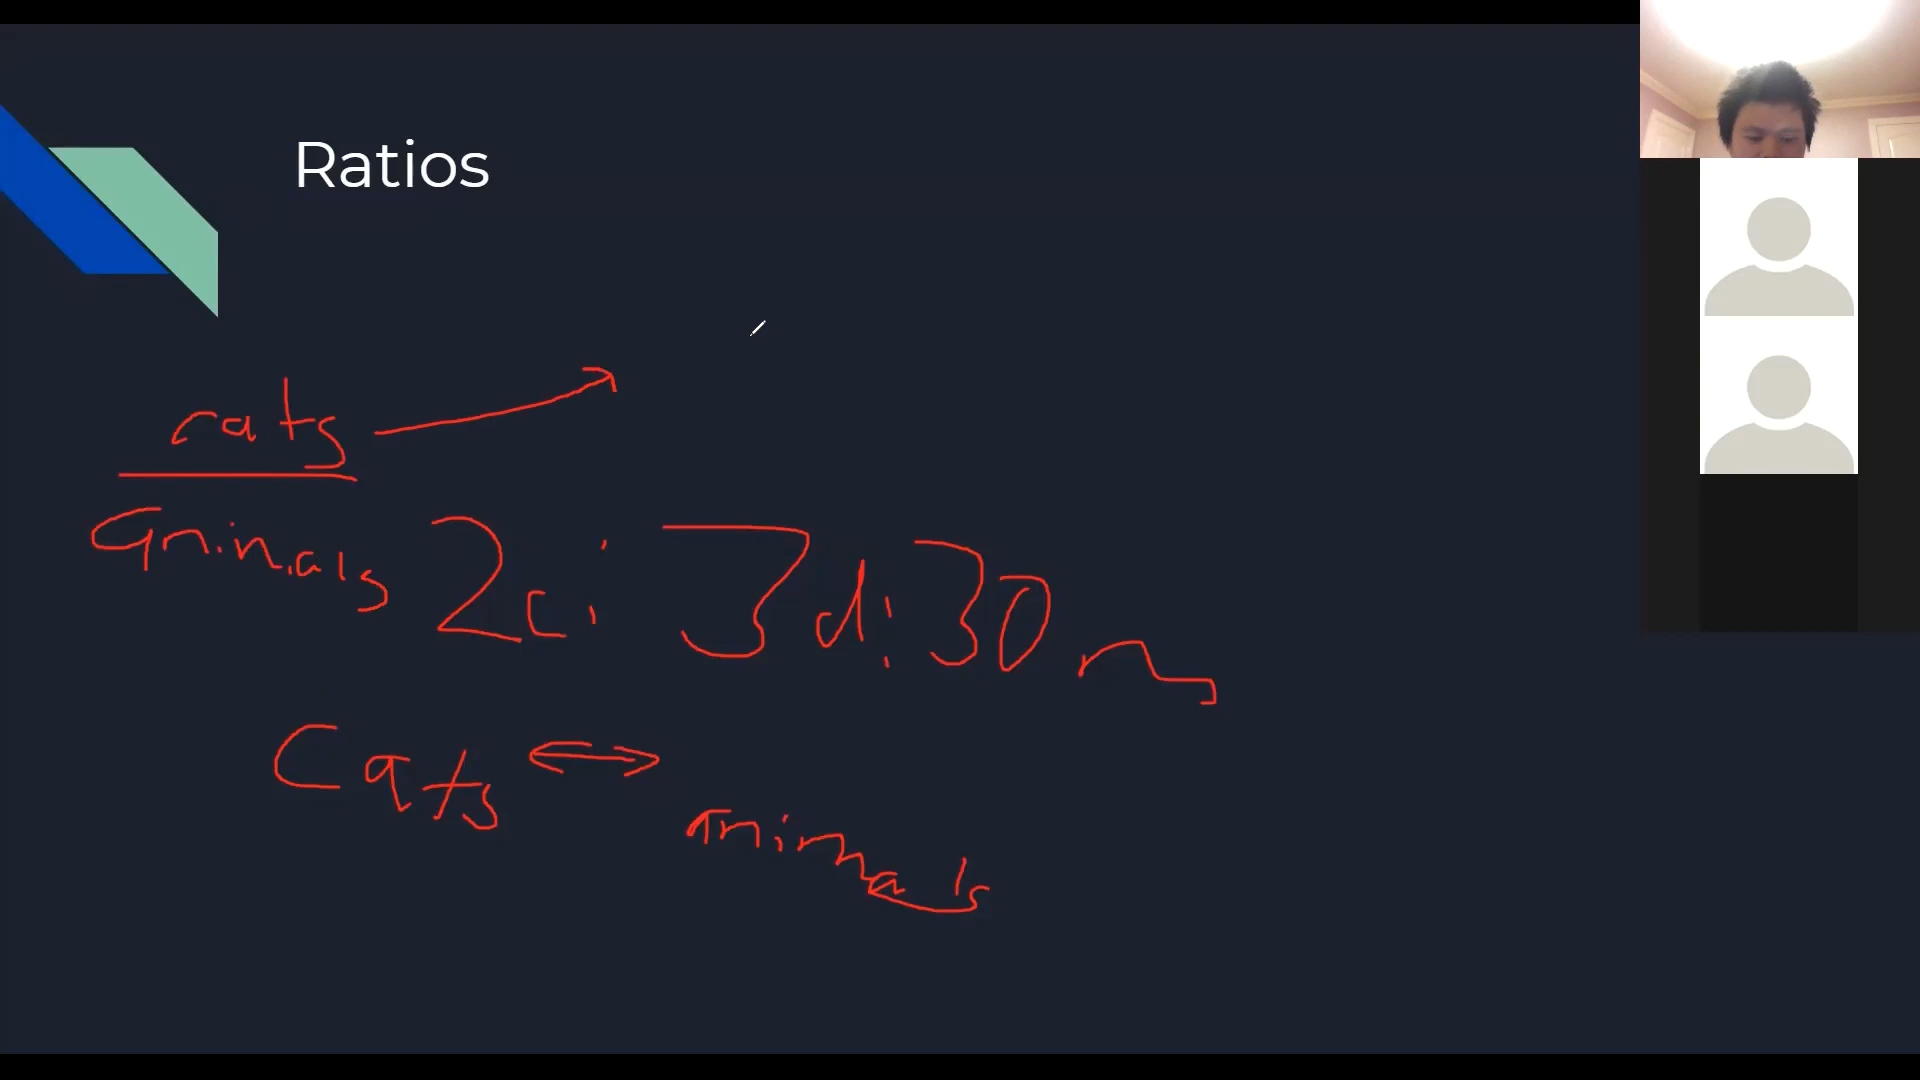 Ratios
cats
animals
2c: 3d: 30m
Cats ↔
animals